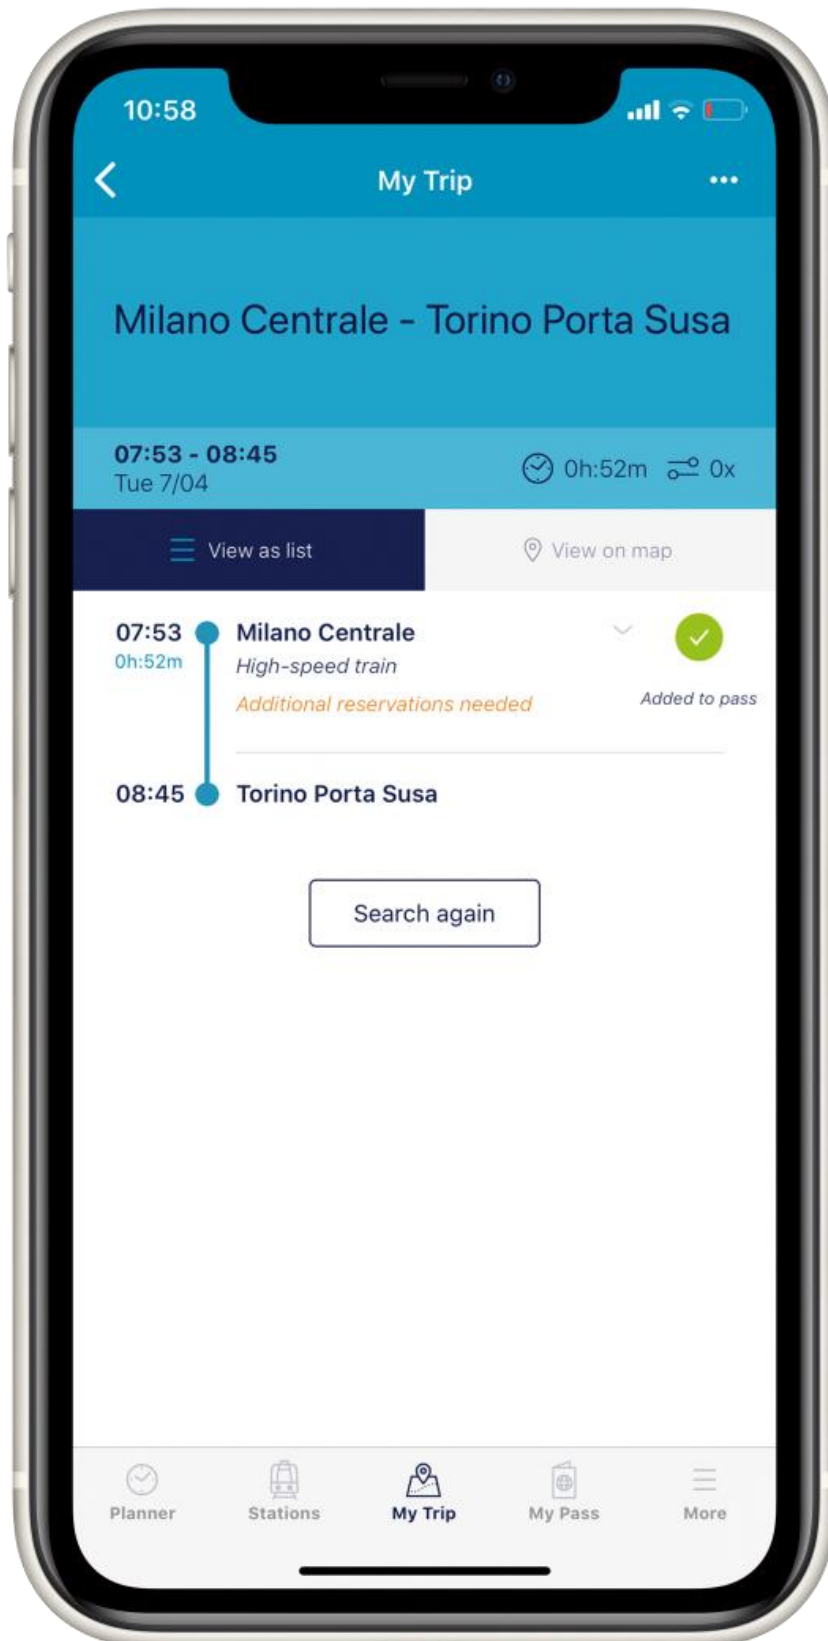 10:58
My Trip
Milano Centrale - Torino Porta Susa
07:53 - 08:45
Tue 7/04
0h:52m 0x
View as list
View on map
07:53 Milano Centrale
0h:52m High-speed train
Additional reservations needed
Added to pass
08:45 Torino Porta Susa
Search again
Planner Stations My Trip My Pass More